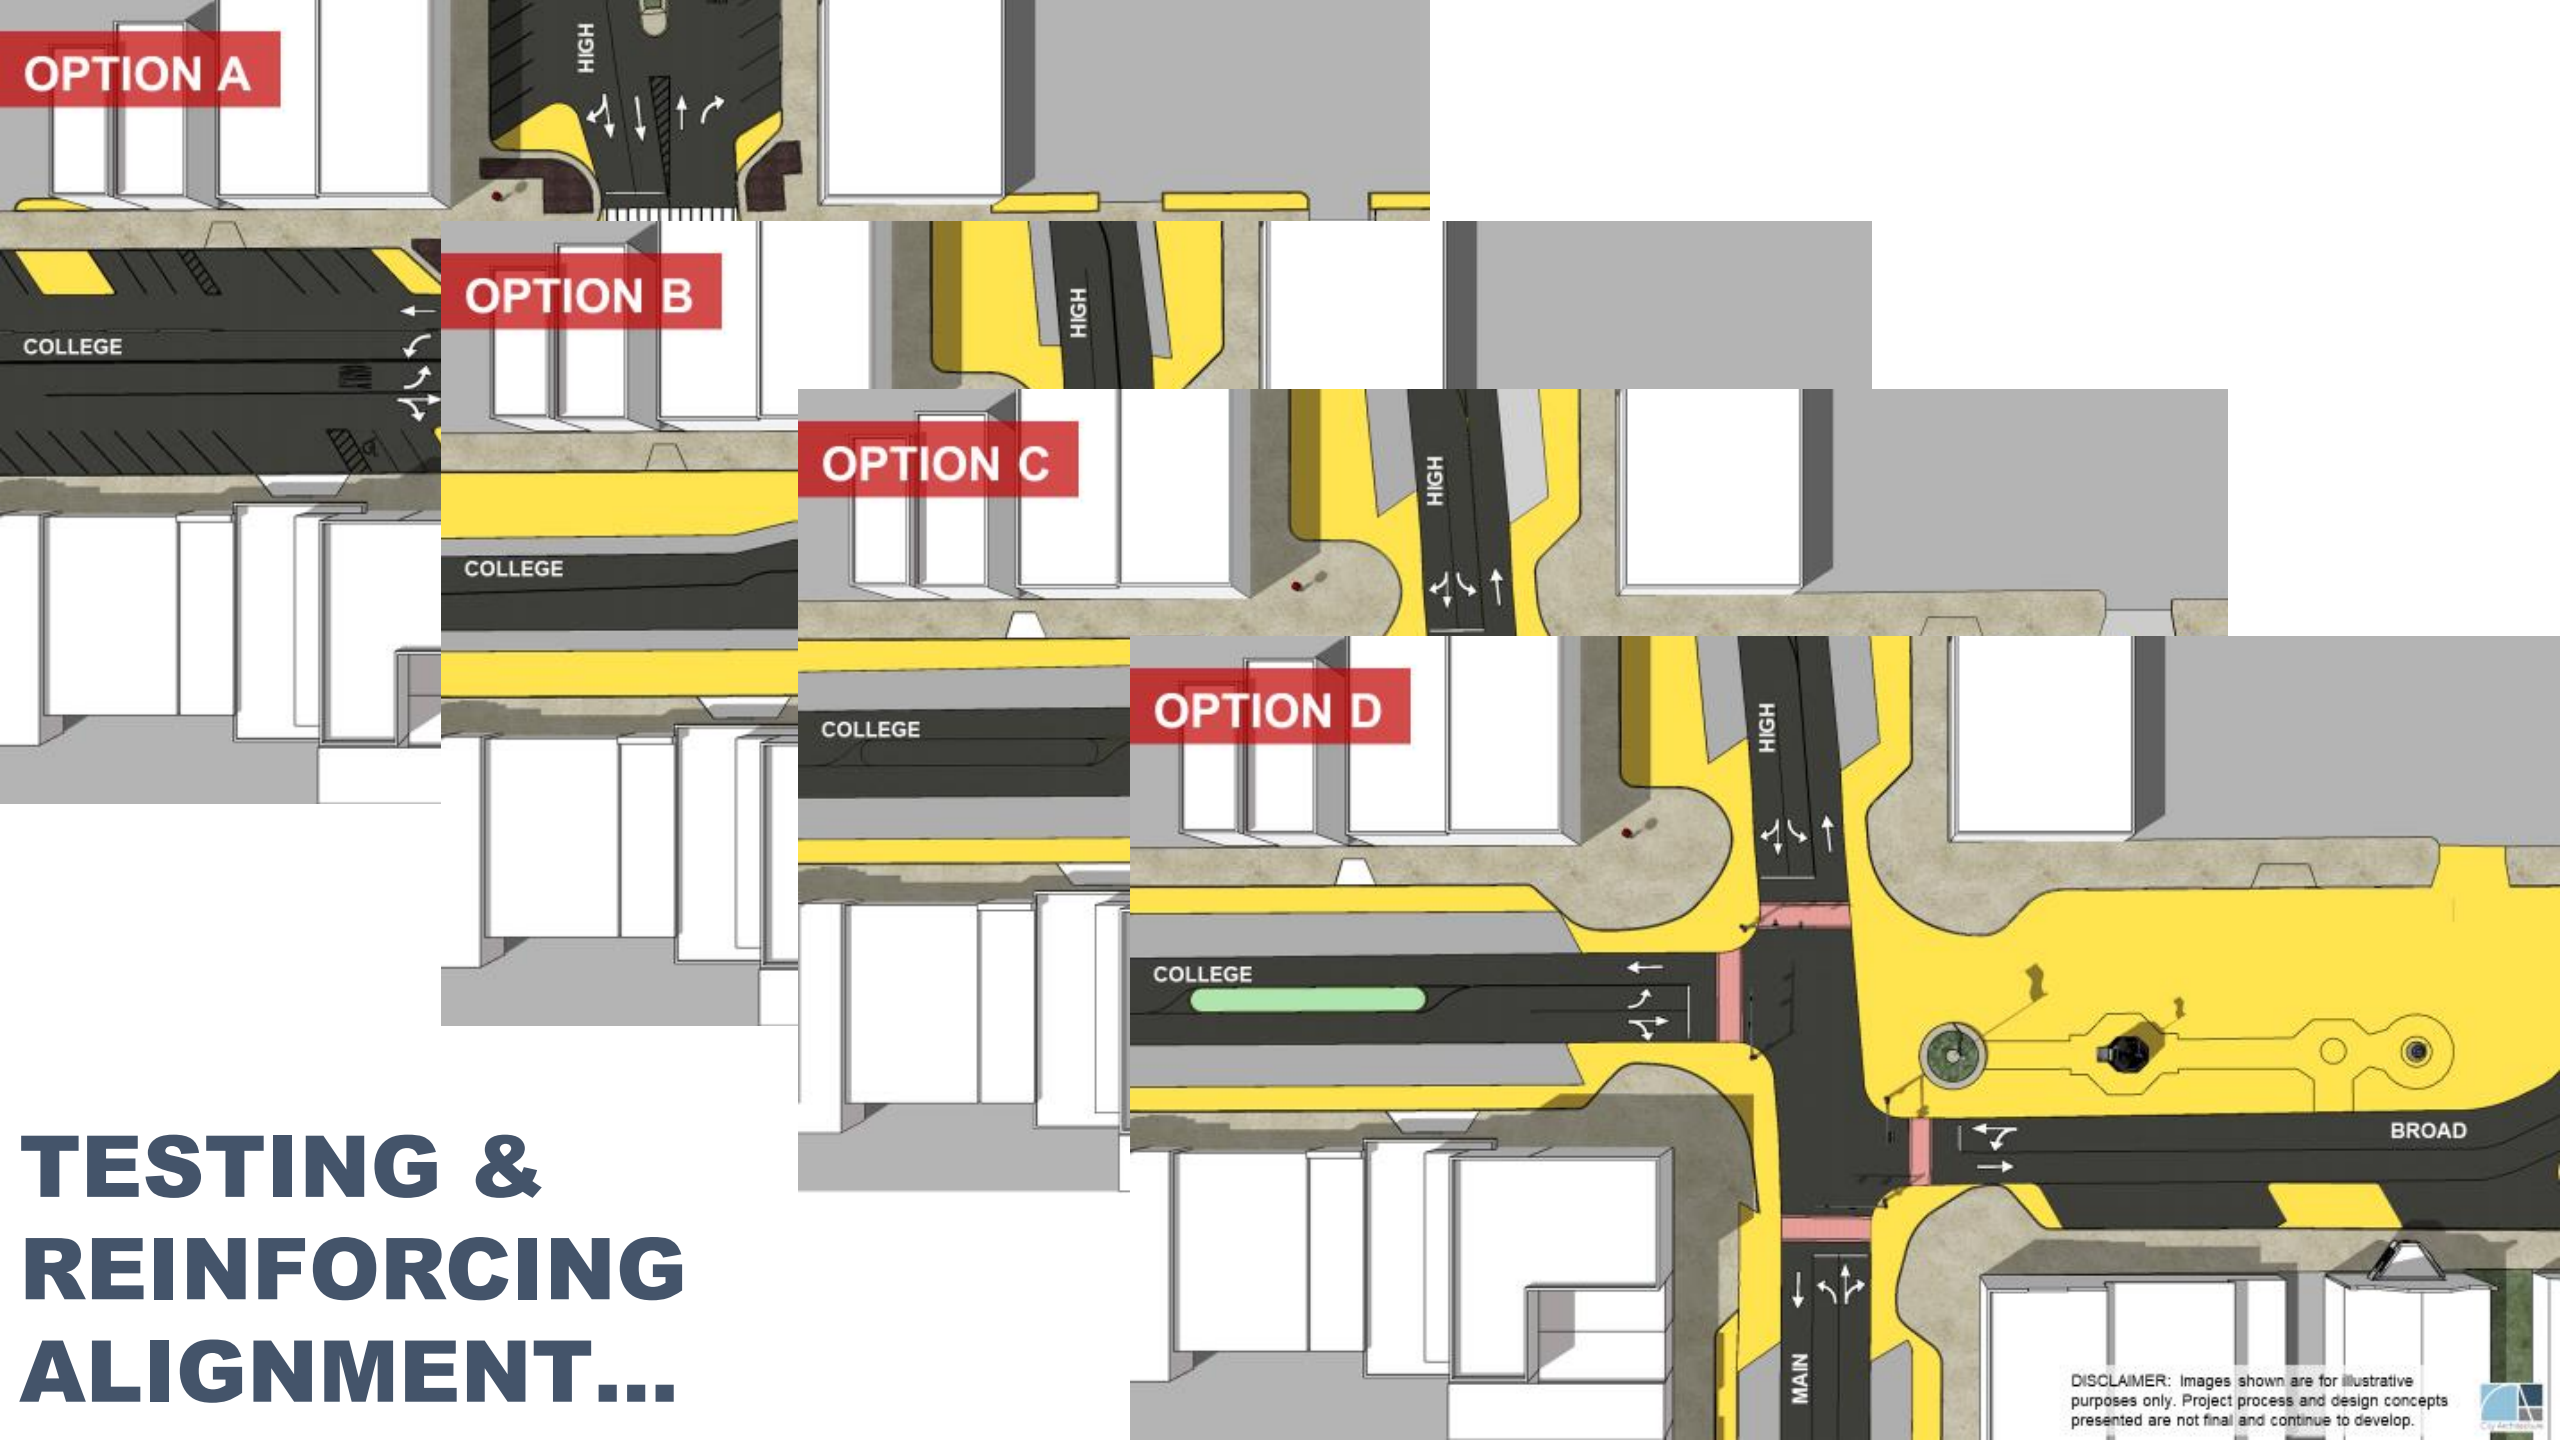 OPTION A
HIGH
COLLEGE
OPTION B
HIGH
COLLEGE
OPTION C
HIGH
COLLEGE
OPTION D
HIGH
COLLEGE
BROAD
MAIN
TESTING &
REINFORCING
ALIGNMENT...
DISCLAIMER: Images shown are for illustrative
purposes only. Project process and design concepts
presented are not final and continue to develop.
City Architecture